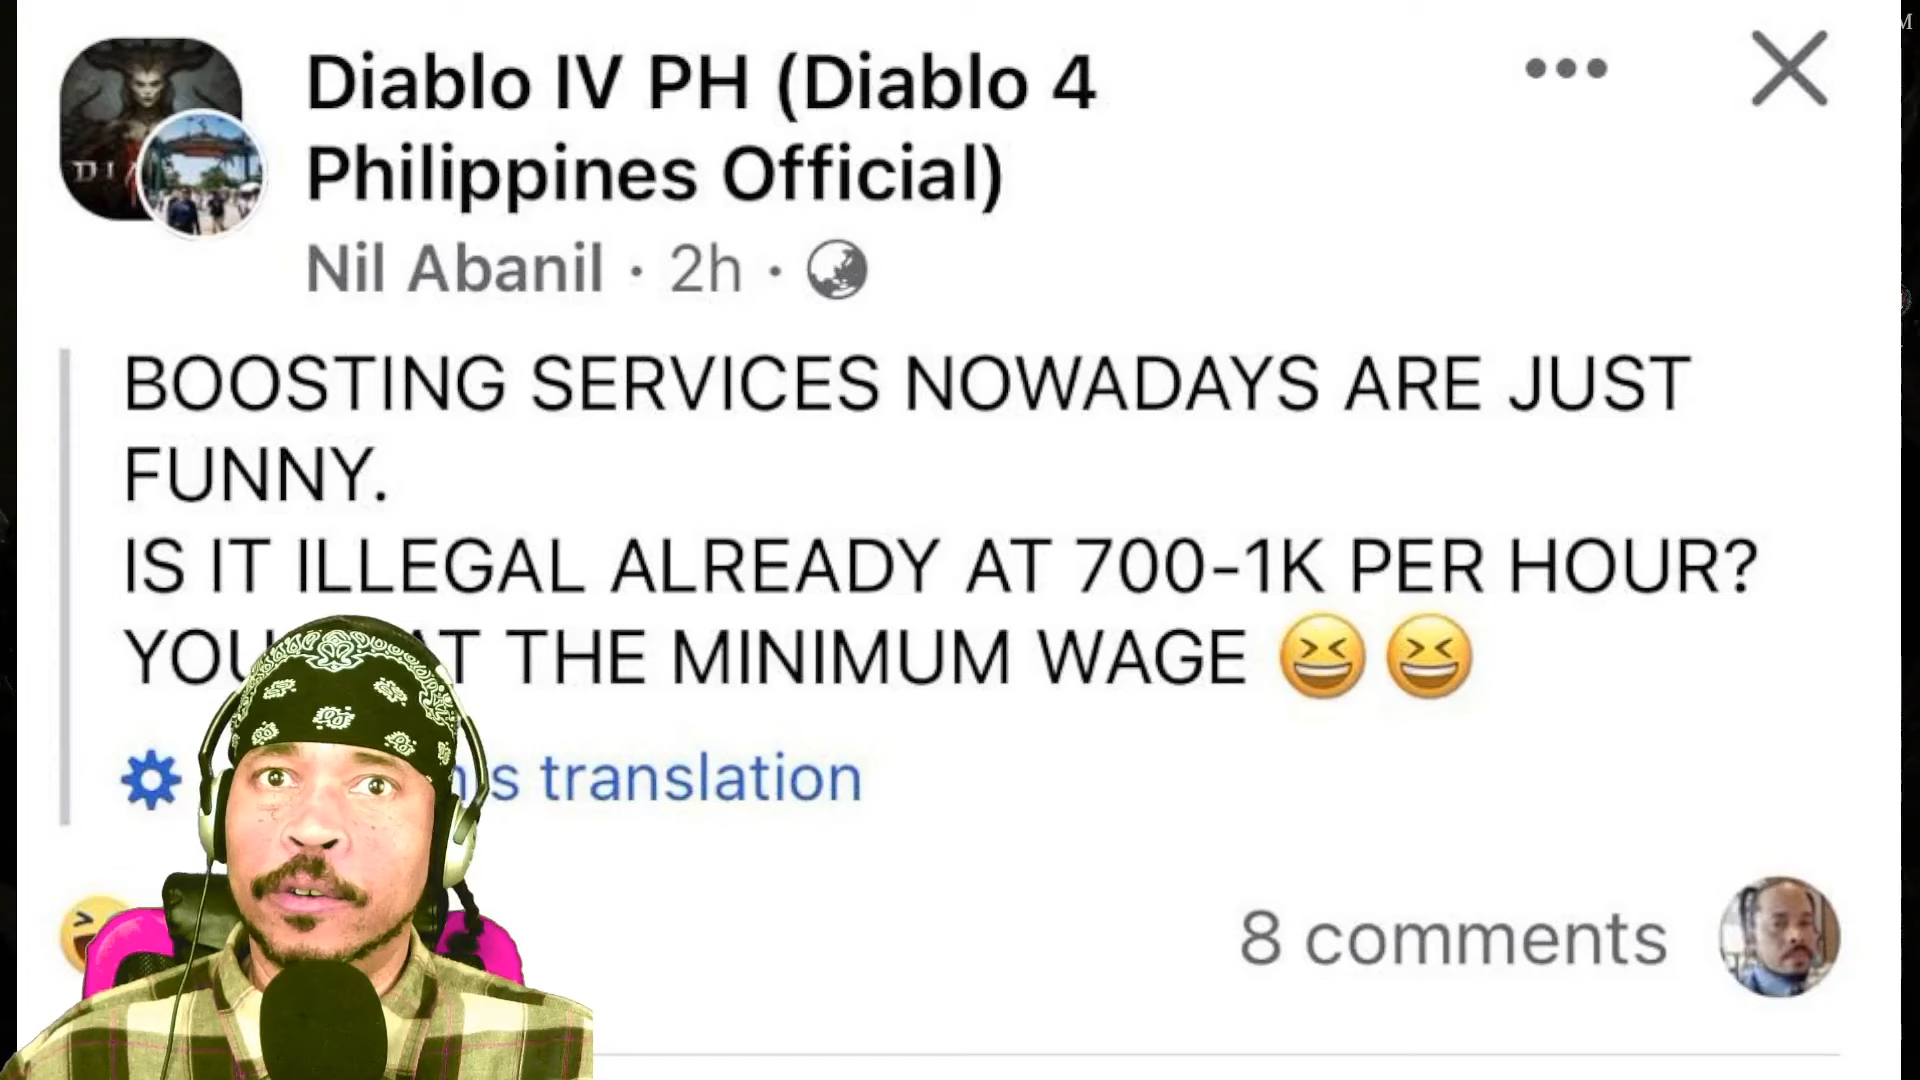 M
Diablo IV PH (Diablo 4
Philippines Official)
Nil Abanil · 2h ·
DI
BOOSTING SERVICES NOWADAYS ARE JUST
FUNNY.
IS IT ILLEGAL ALREADY AT 700-1K PER HOUR?
THE MINIMUM WAGE 😆 😆
translation
8 comments